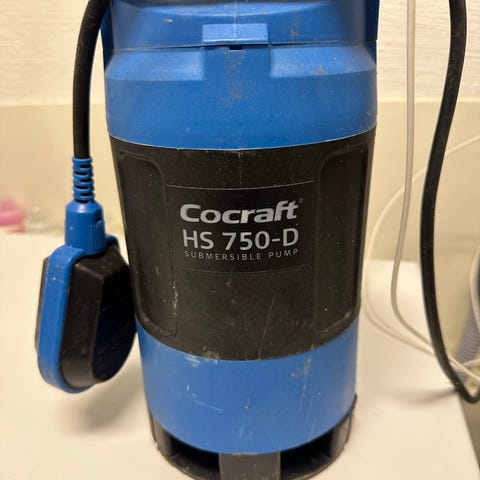 Cocraft
HS 750-D
SUBMERSIBLE PUMP